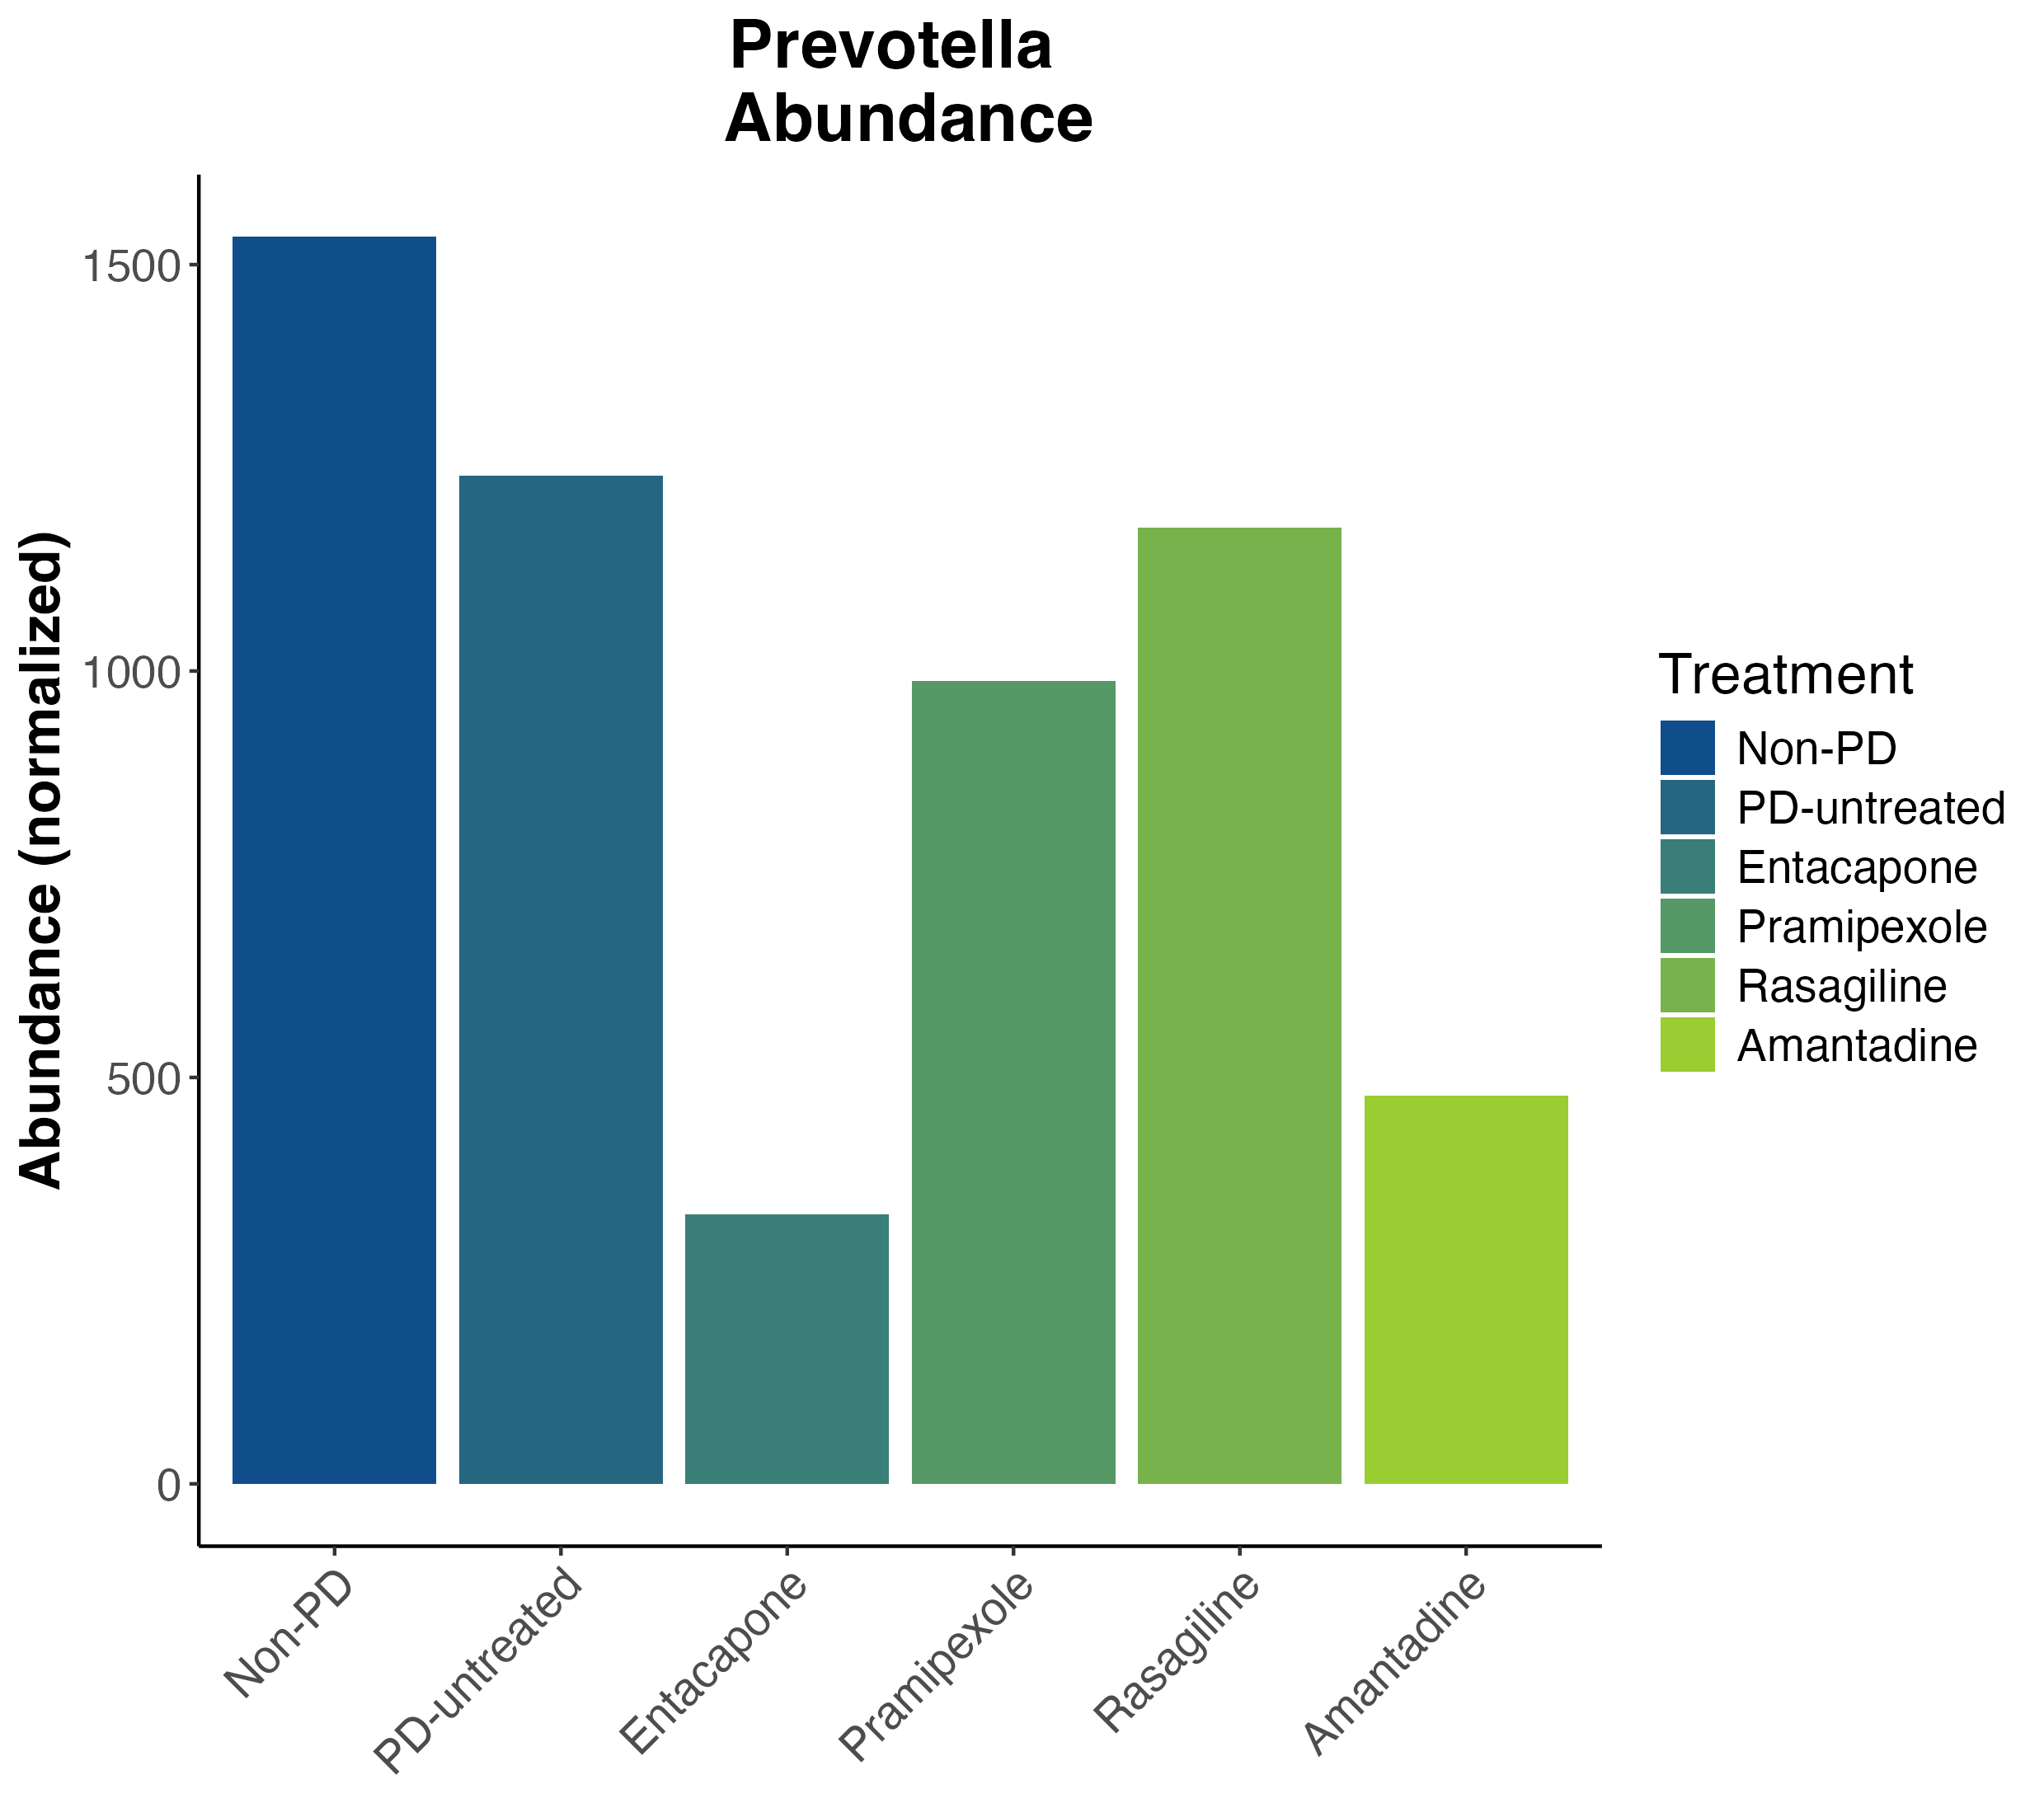 Prevotella
Abundance
Abundance (normalized)
1500
1000
500
0
Non-PD
PD-untreated
Entacapone
Pramipexole
Rasagiline
Amantadine
Treatment
Non-PD
PD-untreated
Entacapone
Pramipexole
Rasagiline
Amantadine